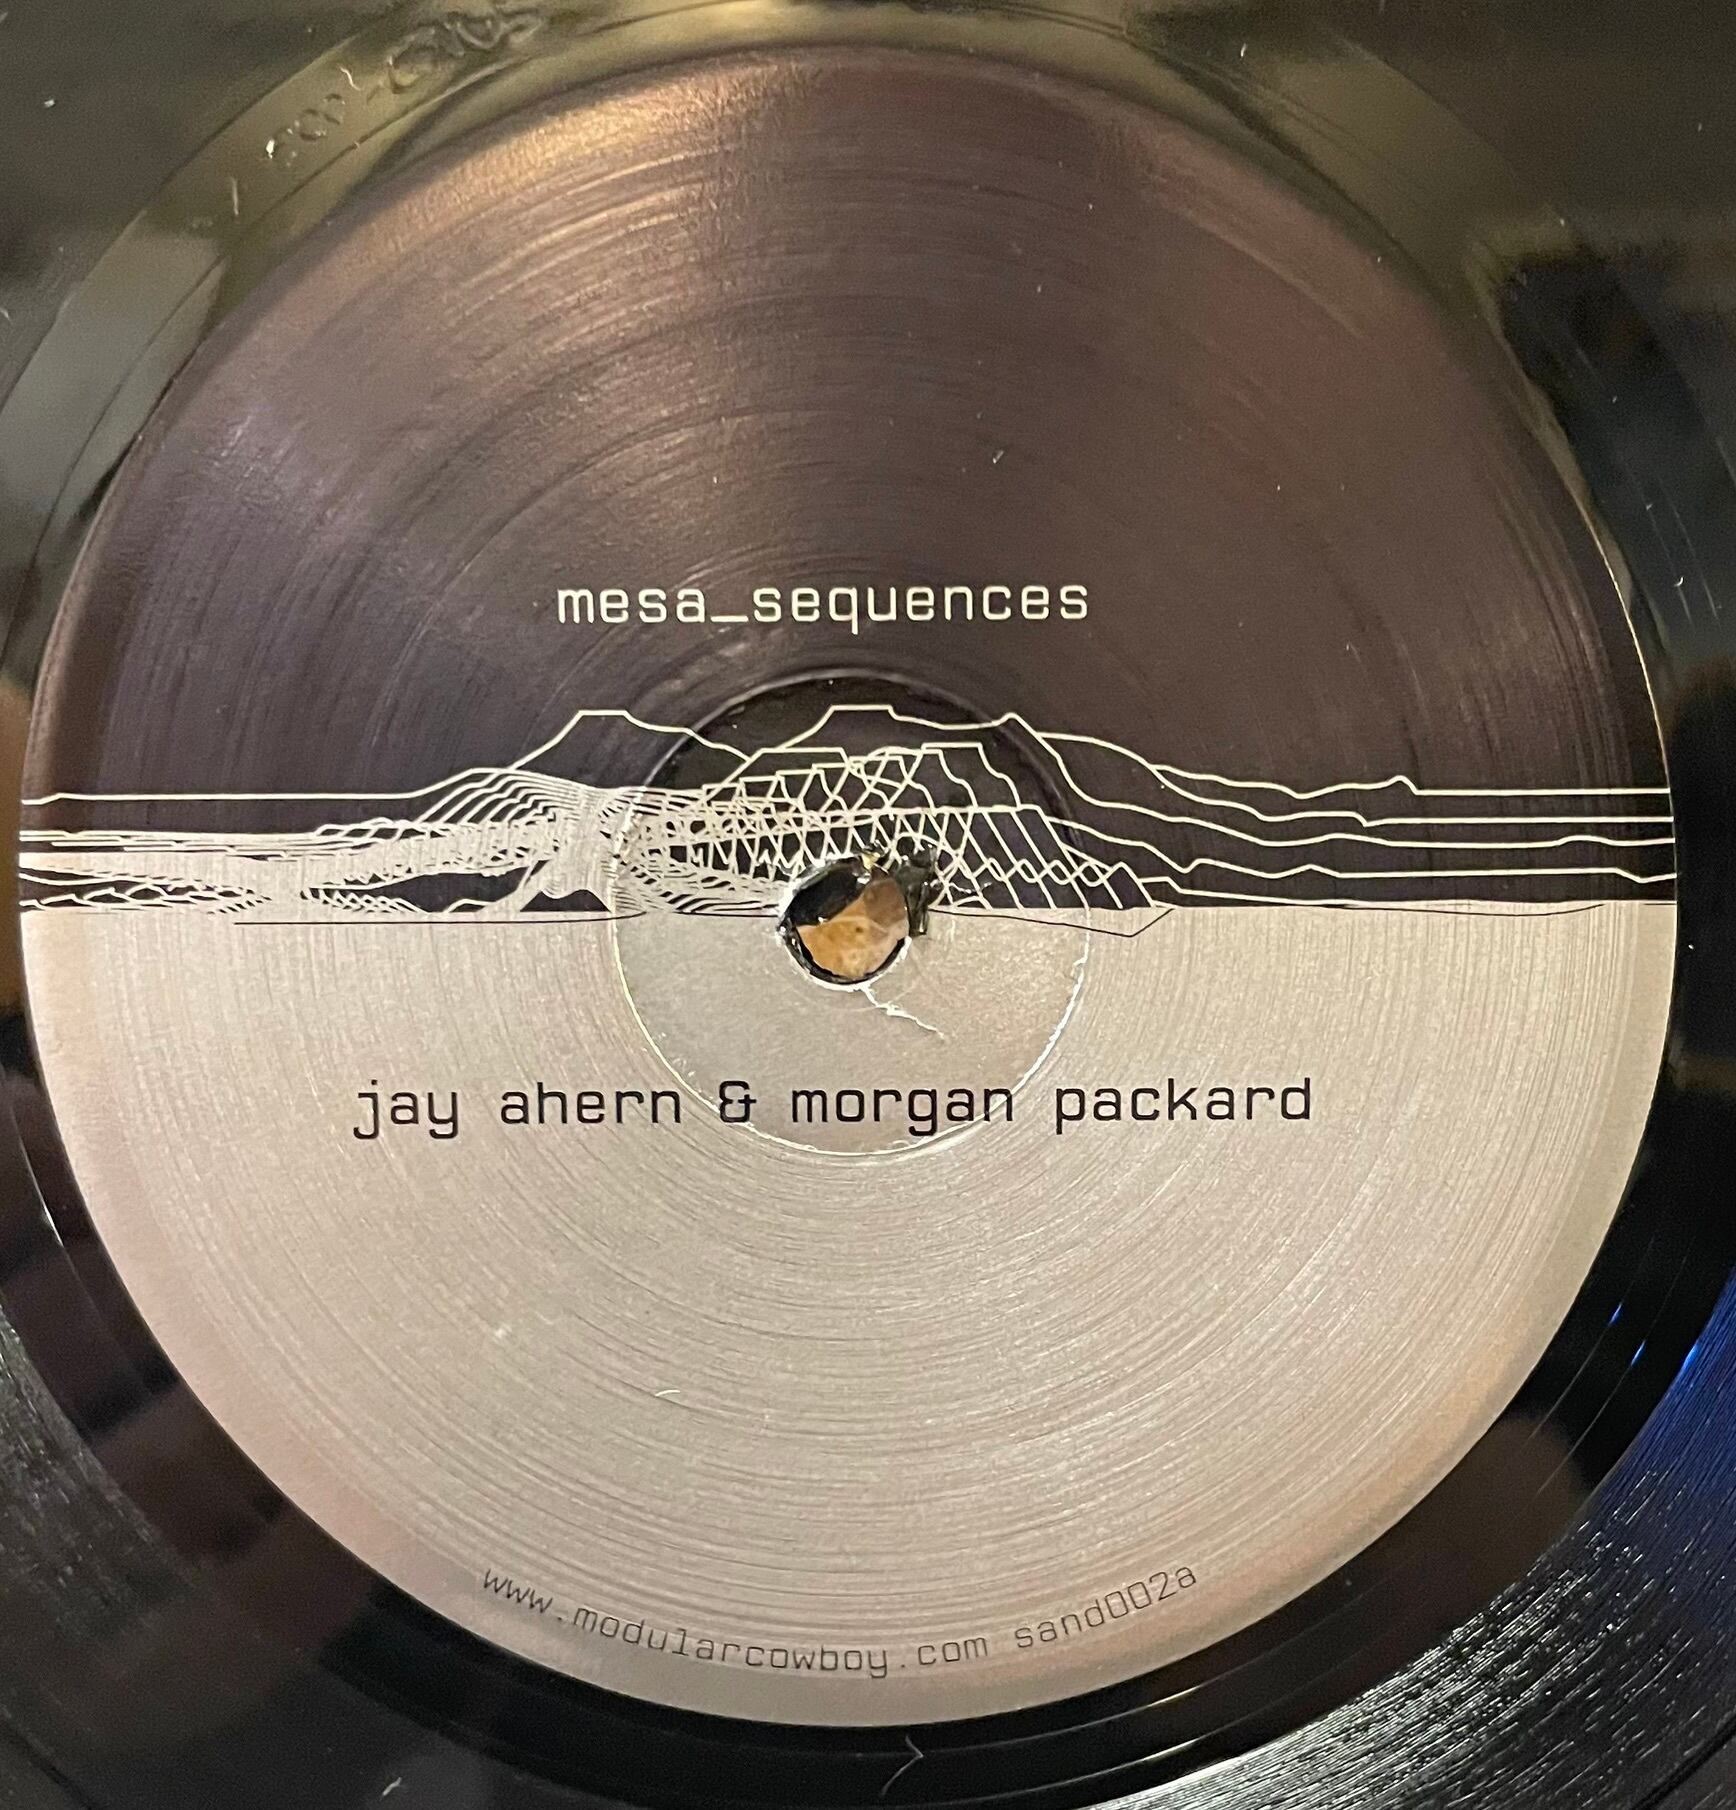 mesa_sequences
jay ahern & morgan packard
www.modularcowboy.com sand002a